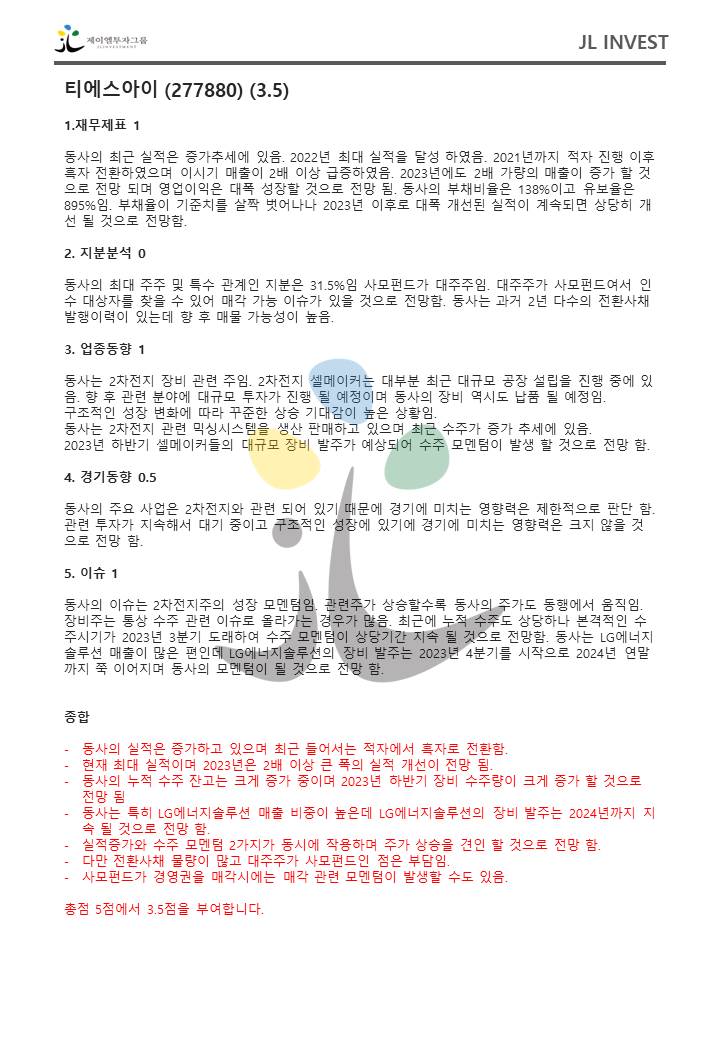 제이엘투자그룹
JL INVESTMENT
JL INVEST
티에스아이 (277880) (3.5)
1.재무제표 1
동사의 최근 실적은 증가추세에 있음. 2022년 최대 실적을 달성 하였음. 2021년까지 적자 진행 이후
흑자 전환하였으며 이시기 매출이 2배 이상 급증하였음. 2023년에도 2배 가량의 매출이 증가 할 것
으로 전망 되며 영업이익은 대폭 성장할 것으로 전망 됨. 동사의 부채비율은 138%이고 유보율은
895%임. 부채율이 기준치를 살짝 벗어나나 2023년 이후로 대폭 개선된 실적이 계속되면 상당히 개
선 될 것으로 전망함.
2. 지분분석 0
동사의 최대 주주 및 특수 관계인 지분은 31.5%임 사모펀드가 대주주임. 대주주가 사모펀드여서 인
수 대상자를 찾을 수 있어 매각 가능 이슈가 있을 것으로 전망함. 동사는 과거 2년 다수의 전환사채
발행이력이 있는데 향 후 매물 가능성이 높음.
3. 업종동향 1
동사는 2차전지 장비 관련 주임. 2차전지 셀메이커는 대부분 최근 대규모 공장 설립을 진행 중에 있
음. 향 후 관련 분야에 대규모 투자가 진행 될 예정이며 동사의 장비 역시도 납품 될 예정임.
구조적인 성장 변화에 따라 꾸준한 상승 기대감이 높은 상황임.
동사는 2차전지 관련 믹싱시스템을 생산 판매하고 있으며 최근 수주가 증가 추세에 있음.
2023년 하반기 셀메이커들의 대규모 장비 발주가 예상되어 수주 모멘텀이 발생 할 것으로 전망 함.
4. 경기동향 0.5
동사의 주요 사업은 2차전지와 관련 되어 있기 때문에 경기에 미치는 영향력은 제한적으로 판단 함.
관련 투자가 지속해서 대기 중이고 구조적인 성장에 있기에 경기에 미치는 영향력은 크지 않을 것
으로 전망 함.
5. 이슈 1
동사의 이슈는 2차전지주의 성장 모멘텀임. 관련주가 상승할수록 동사의 주가도 동행에서 움직임.
장비주는 통상 수주 관련 이슈로 올라가는 경우가 많음. 최근에 누적 수주도 상당하나 본격적인 수
주시기가 2023년 3분기 도래하여 수주 모멘텀이 상당기간 지속 될 것으로 전망함. 동사는 LG에너지
솔루션 매출이 많은 편인데 LG에너지솔루션의 장비 발주는 2023년 4분기를 시작으로 2024년 연말
까지 쭉 이어지며 동사의 모멘텀이 될 것으로 전망 함.
종합
- 동사의 실적은 증가하고 있으며 최근 들어서는 적자에서 흑자로 전환함.
- 현재 최대 실적이며 2023년은 2배 이상 큰 폭의 실적 개선이 전망 됨.
- 동사의 누적 수주 잔고는 크게 증가 중이며 2023년 하반기 장비 수주량이 크게 증가 할 것으로
전망 됨
- 동사는 특히 LG에너지솔루션 매출 비중이 높은데 LG에너지솔루션의 장비 발주는 2024년까지 지
속 될 것으로 전망 함.
- 실적증가와 수주 모멘텀 2가지가 동시에 작용하며 주가 상승을 견인 할 것으로 전망 함.
- 다만 전환사채 물량이 많고 대주주가 사모펀드인 점은 부담임.
- 사모펀드가 경영권을 매각시에는 매각 관련 모멘텀이 발생할 수도 있음.
총점 5점에서 3.5점을 부여합니다.